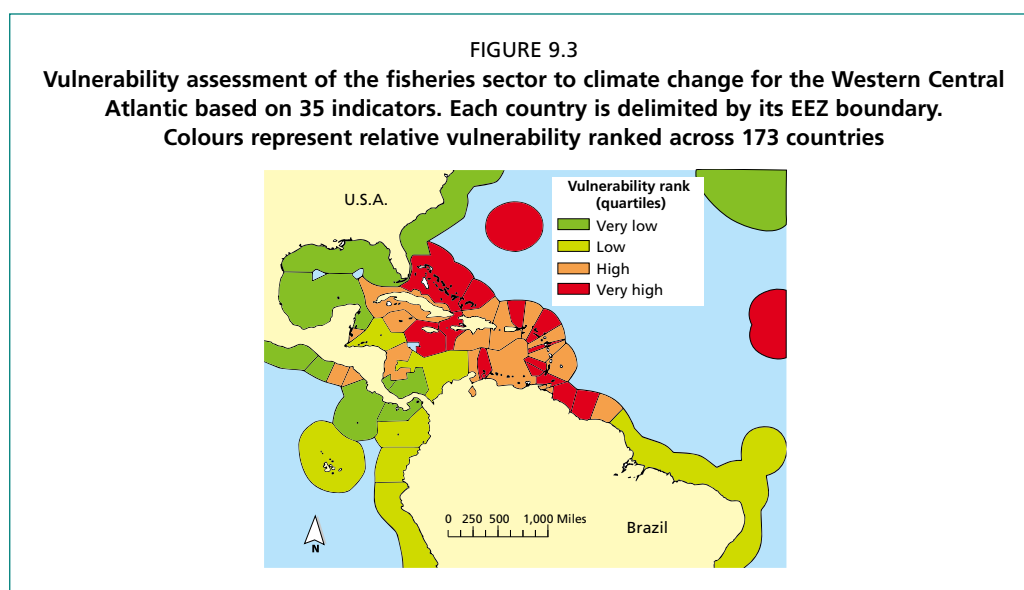 FIGURE 9.3
Vulnerability assessment of the fisheries sector to climate change for the Western Central
Atlantic based on 35 indicators. Each country is delimited by its EEZ boundary.
Colours represent relative vulnerability ranked across 173 countries
U.S.A.
Vulnerability rank
(quartiles)
Very low
Low
High
Very high
0 250 500 1,000 Miles
Brazil
N